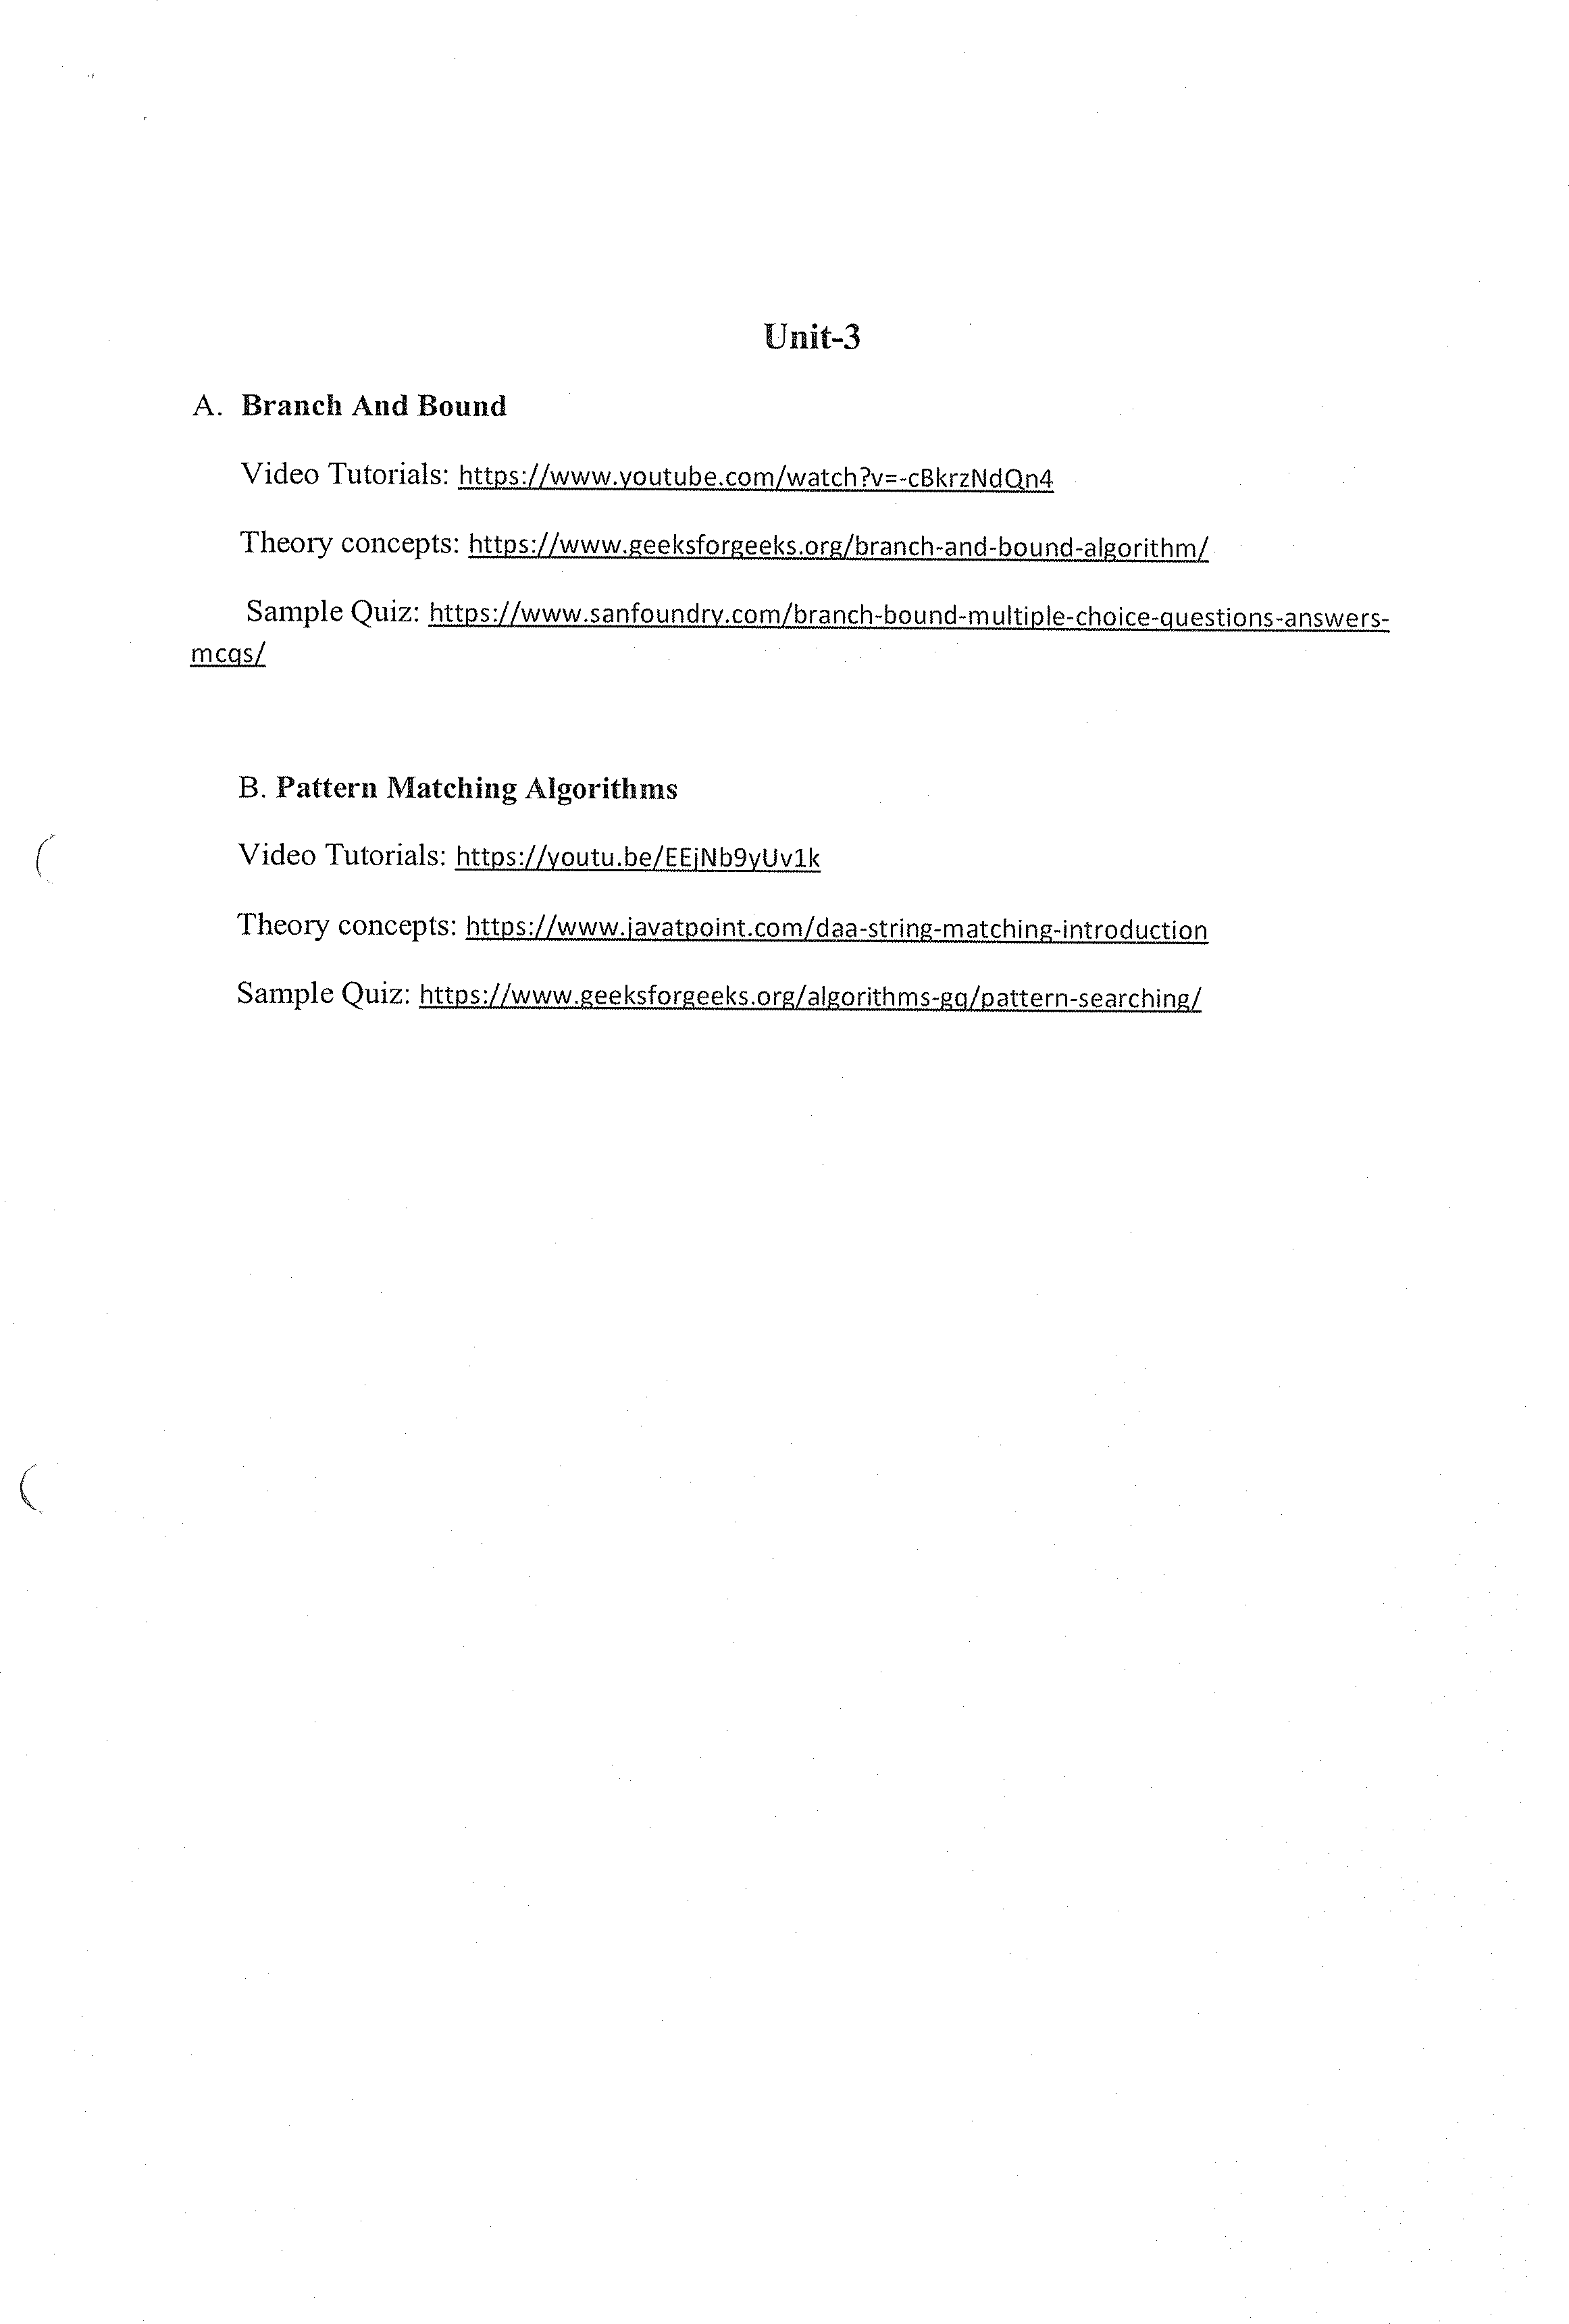 Unit-3
A. Branch And Bound
Video Tutorials: https://www.youtube.com/watch?v=-cBkrzNdQn4
Theory concepts: https://www.geeksforgeeks.org/branch-and-bound-algorithm/
Sample Quiz: https://www.sanfoundry.com/branch-bound-multiple-choice-questions-answers-
mcqs/
B. Pattern Matching Algorithms
Video Tutorials: https://youtu.be/EEjNb9yUv1k
Theory concepts: https://www.javatpoint.com/daa-string-matching-introduction
Sample Quiz: https://www.geeksforgeeks.org/algorithms-gq/pattern-searching/